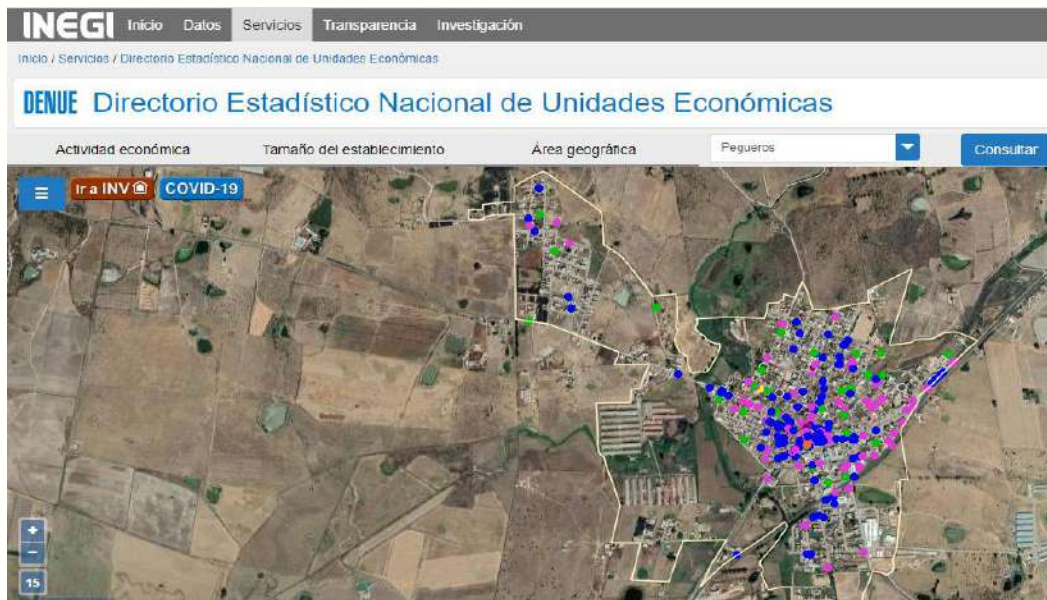 INEGI Inicio Datos Servicios Transparencia Investigación
Inicio / Servicios / Directorio Estadístico Nacional de Unidades Económicas
DENUE Directorio Estadístico Nacional de Unidades Económicas
Actividad económica Tamaño del establecimiento Área geográfica Pegueros Consultar
Ir a INV COVID-19
+
−
15